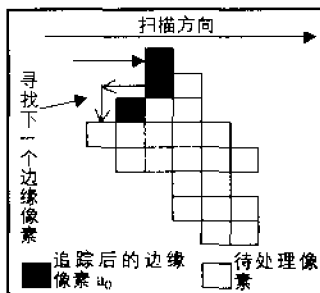 扫描方向
寻找下一个边缘像素
追踪后的边缘
像素 a₀
待处理像
素